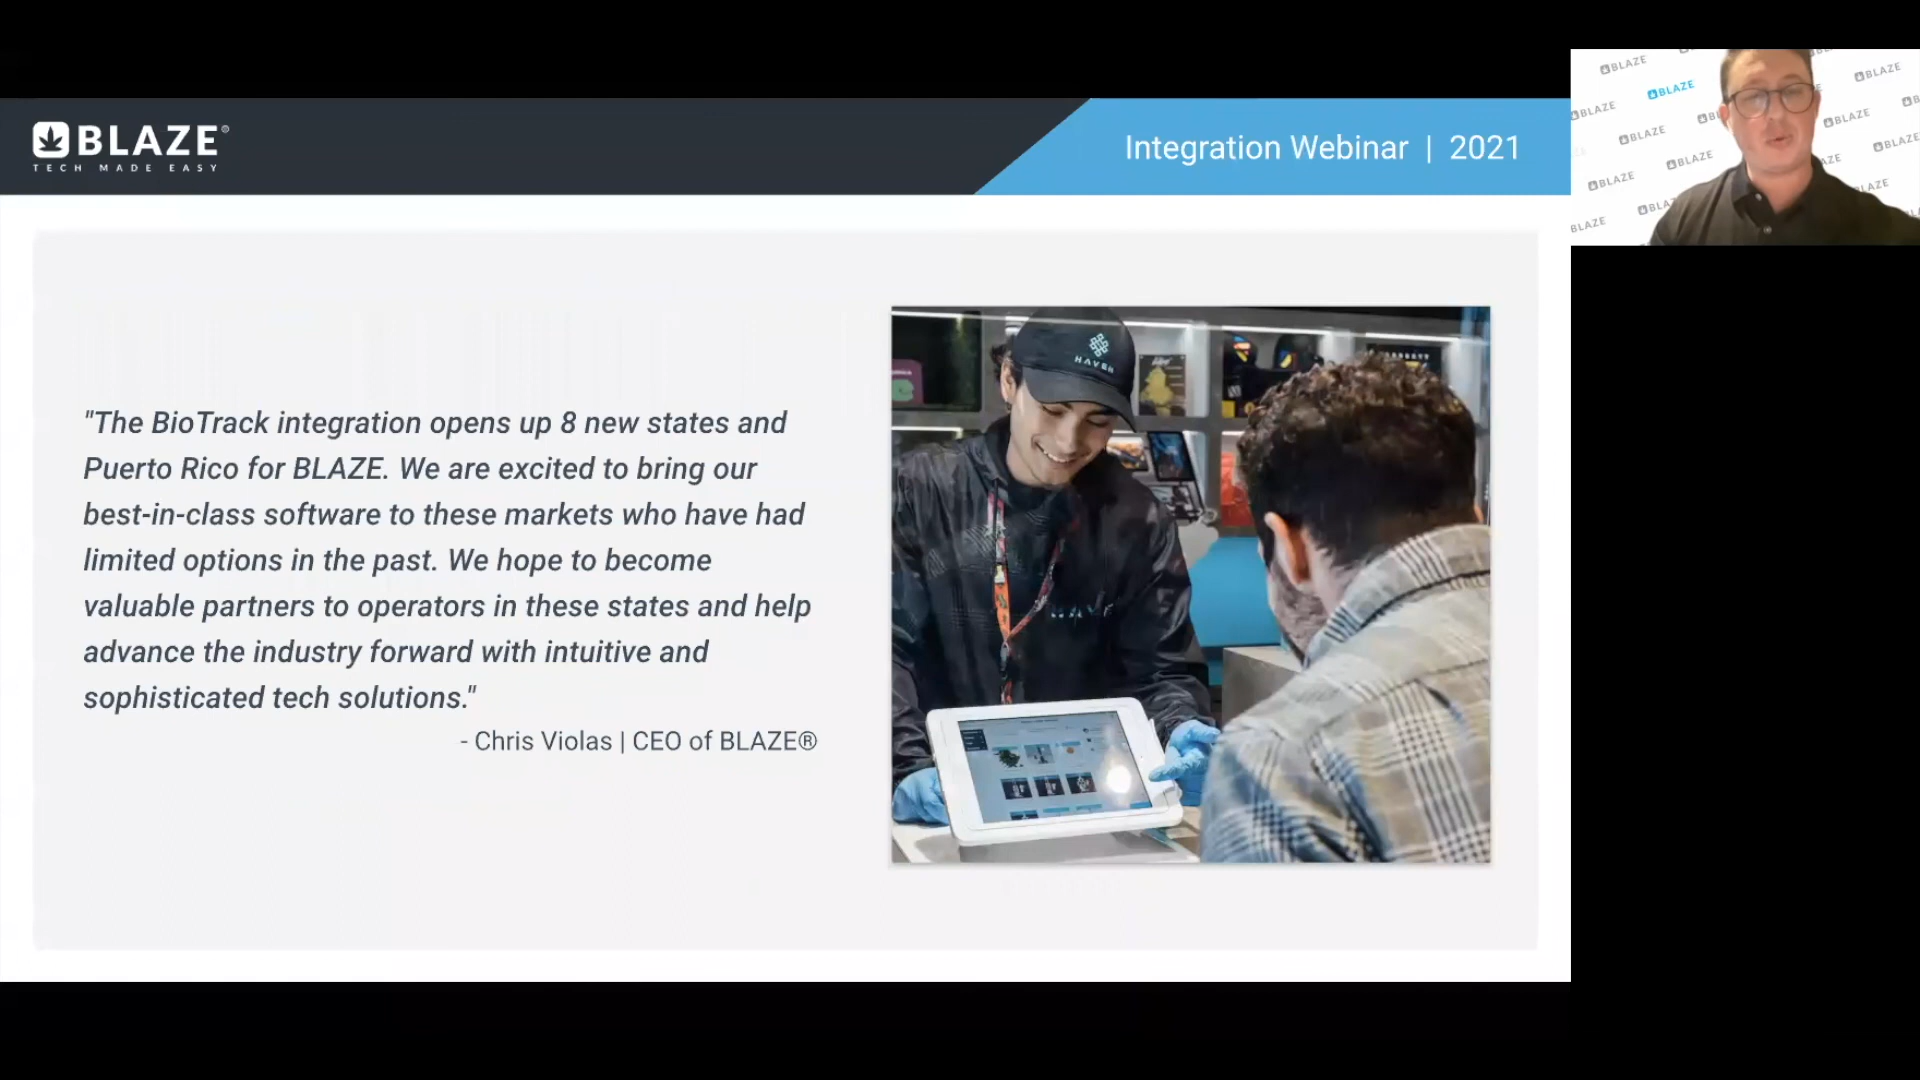 BLAZE®
TECH MADE EASY
Integration Webinar | 2021
"The BioTrack integration opens up 8 new states and
Puerto Rico for BLAZE. We are excited to bring our
best-in-class software to these markets who have had
limited options in the past. We hope to become
valuable partners to operators in these states and help
advance the industry forward with intuitive and
sophisticated tech solutions."
- Chris Violas | CEO of BLAZE®
HAVEN
BLAZE
BLAZE
BLAZE
BLAZE
BLAZE
BLAZE
BLAZE
BLAZE
BLAZE
BLAZE